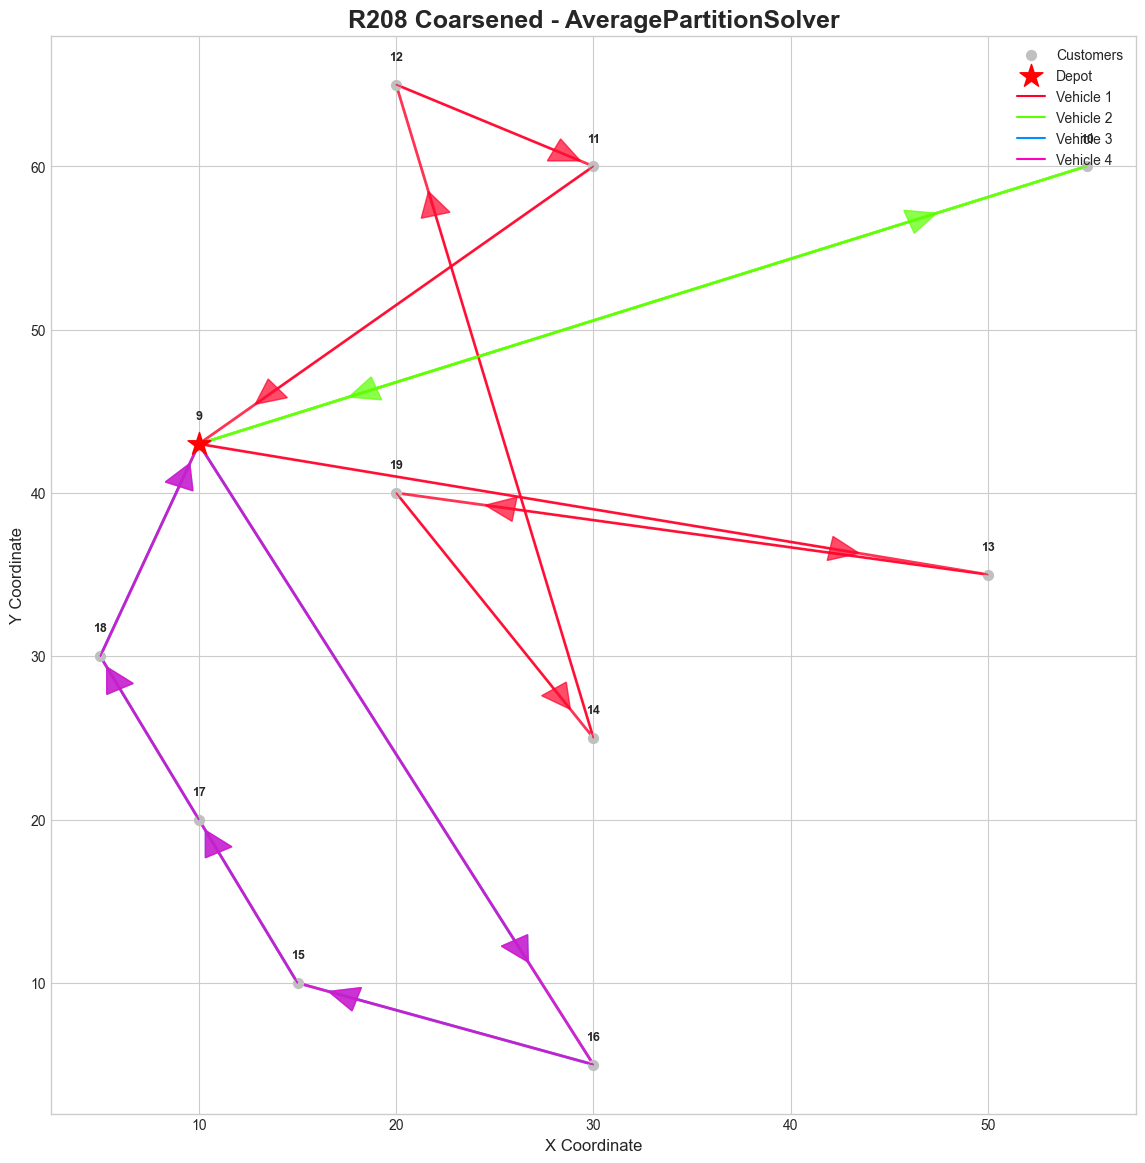 R208 Coarsened - AveragePartitionSolver
Customers
Depot
Vehicle 1
Vehicle 2
Vehicle 3
Vehicle 4
12
11
10
9
19
13
18
14
17
15
16
60
50
40
30
20
10
Y Coordinate
10
20
30
40
50
X Coordinate